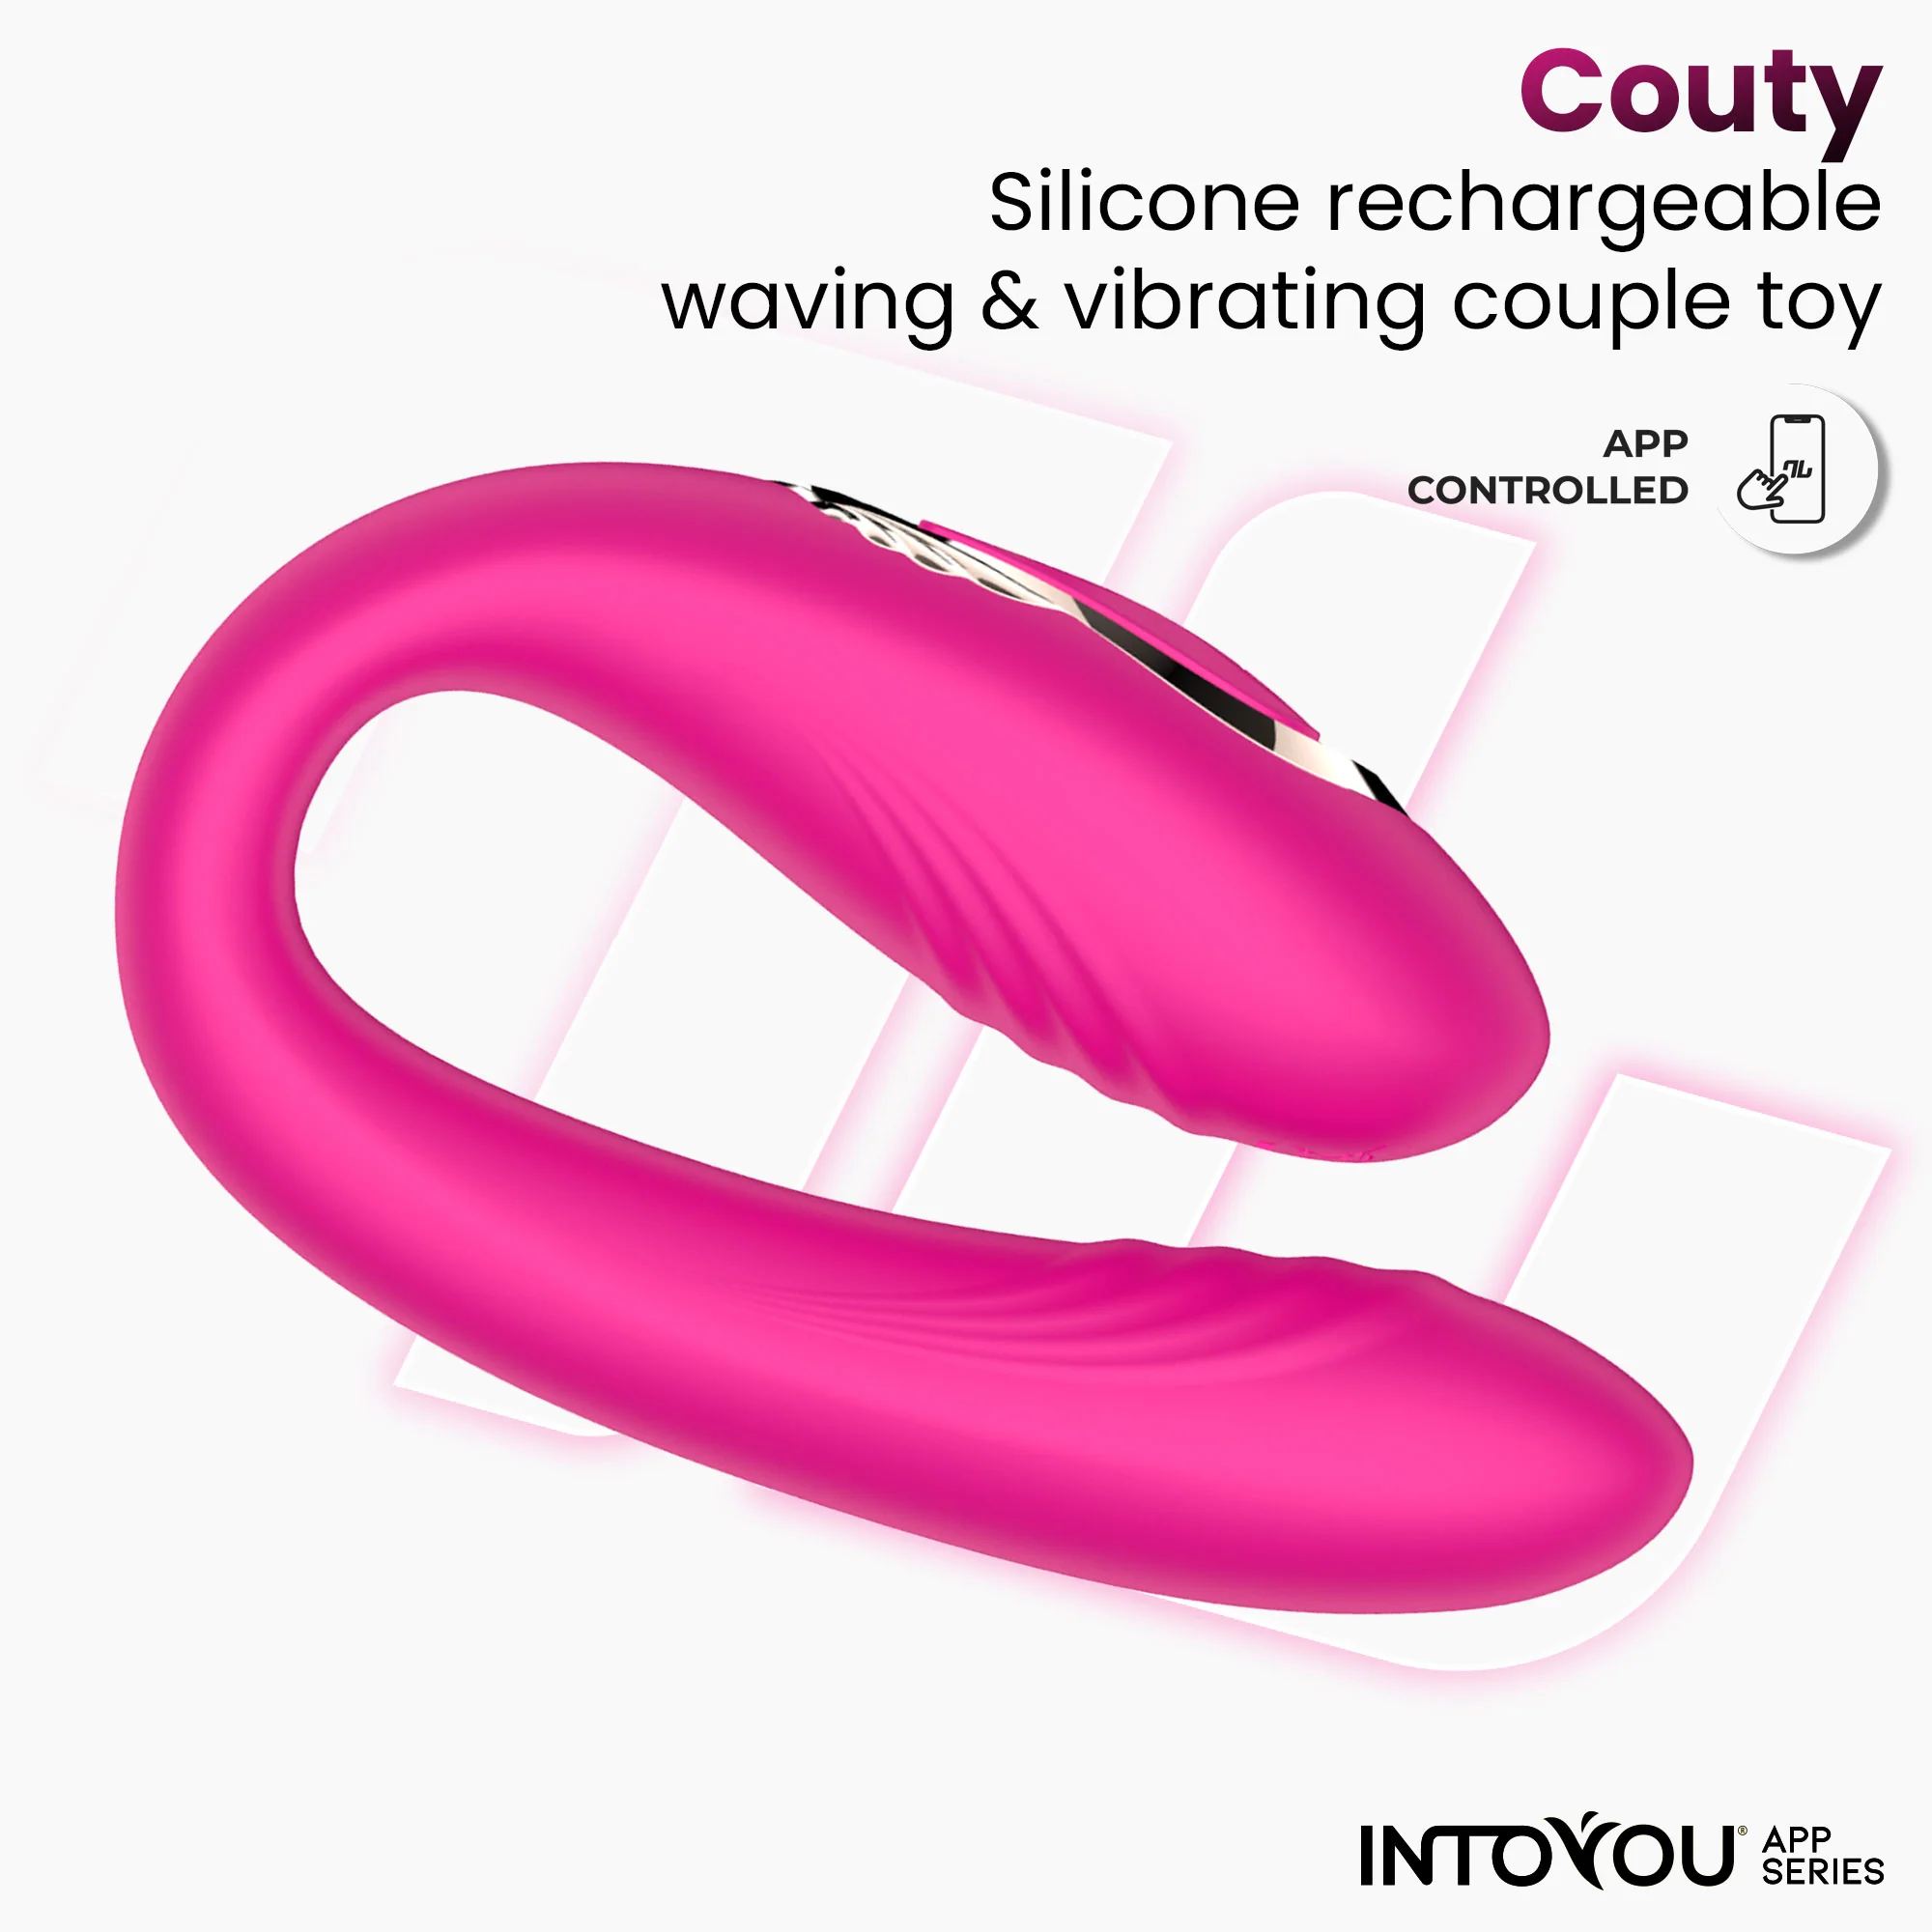 Couty
Silicone rechargeable
waving & vibrating couple toy
APP
CONTROLLED
INTOYOU® APP
SERIES